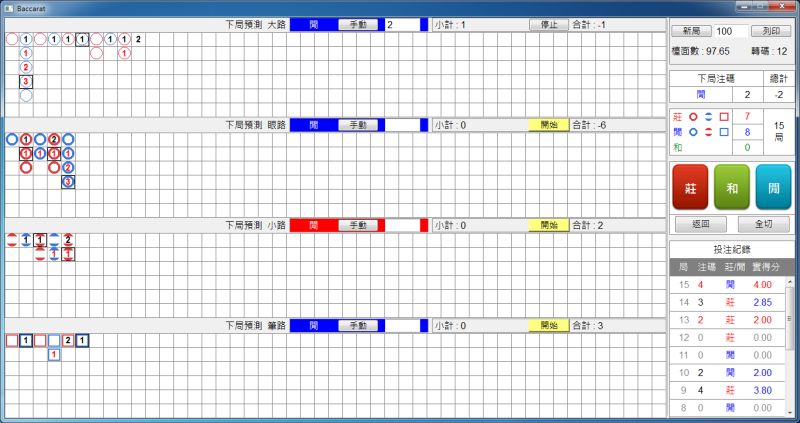 Baccarat
下局預測 大路 閒 手動 2 小計 : 1 停止 合計 : -1
1 1 1 1 1 1 2
1 1 1
2
3
下局預測 眼路 閒 手動 小計 : 0 開始 合計 : -6
1 2
1 1 1 1
2
3
下局預測 小路 閒 手動 小計 : 0 開始 合計 : 2
1 1 2
1 1
下局預測 筆路 閒 手動 小計 : 0 開始 合計 : 3
1 2 1
1
新局 100 列印
檯面數 : 97.65 轉碼 : 12
下局注碼 總計
閒 2 -2
莊 7
閒 8
和 0
15
局
莊 和 閒
返回 全切
投注紀錄
局 注碼 莊/閒 實得分
15 4 閒 4.00
14 3 莊 2.85
13 2 莊 2.00
12 0 莊 0.00
11 0 閒 0.00
10 2 閒 2.00
9 4 莊 3.80
8 0 閒 0.00